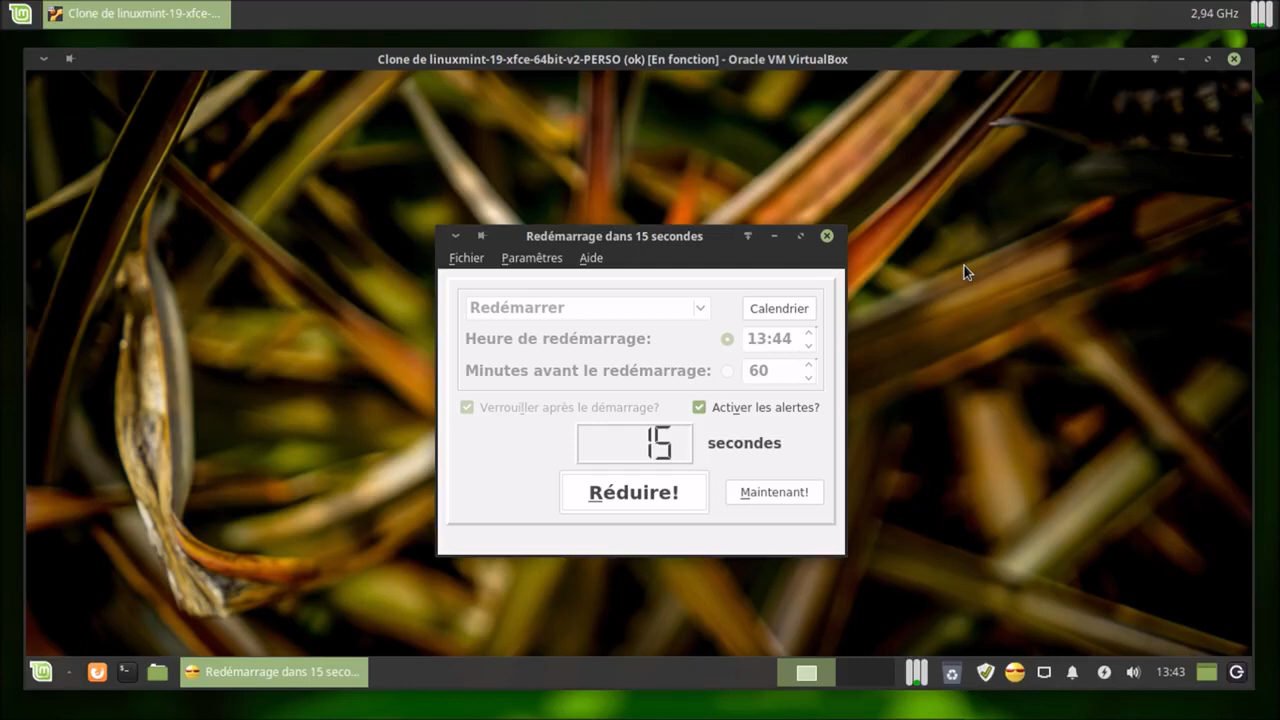 Clone de linuxmint-19-xfce-...
2,94 GHz
Clone de linuxmint-19-xfce-64bit-v2-PERSO (ok) [En fonction] - Oracle VM VirtualBox
Redémarrage dans 15 secondes
Fichier Paramètres Aide
Redémarrer Calendrier
Heure de redémarrage: 13:44
Minutes avant le redémarrage: 60
Verrouiller après le démarrage? Activer les alertes?
15 secondes
Réduire! Maintenant!
Redémarrage dans 15 seco...
13:43